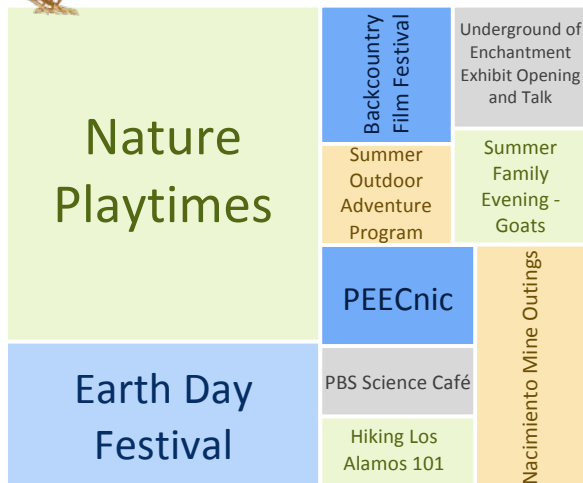 Nature
Playtimes
Earth Day
Festival
Backcountry
Film Festival
Underground of
Enchantment
Exhibit Opening
and Talk
Summer
Outdoor
Adventure
Program
Summer
Family
Evening -
Goats
PEECnic
PBS Science Café
Hiking Los
Alamos 101
Nacimiento Mine Outings